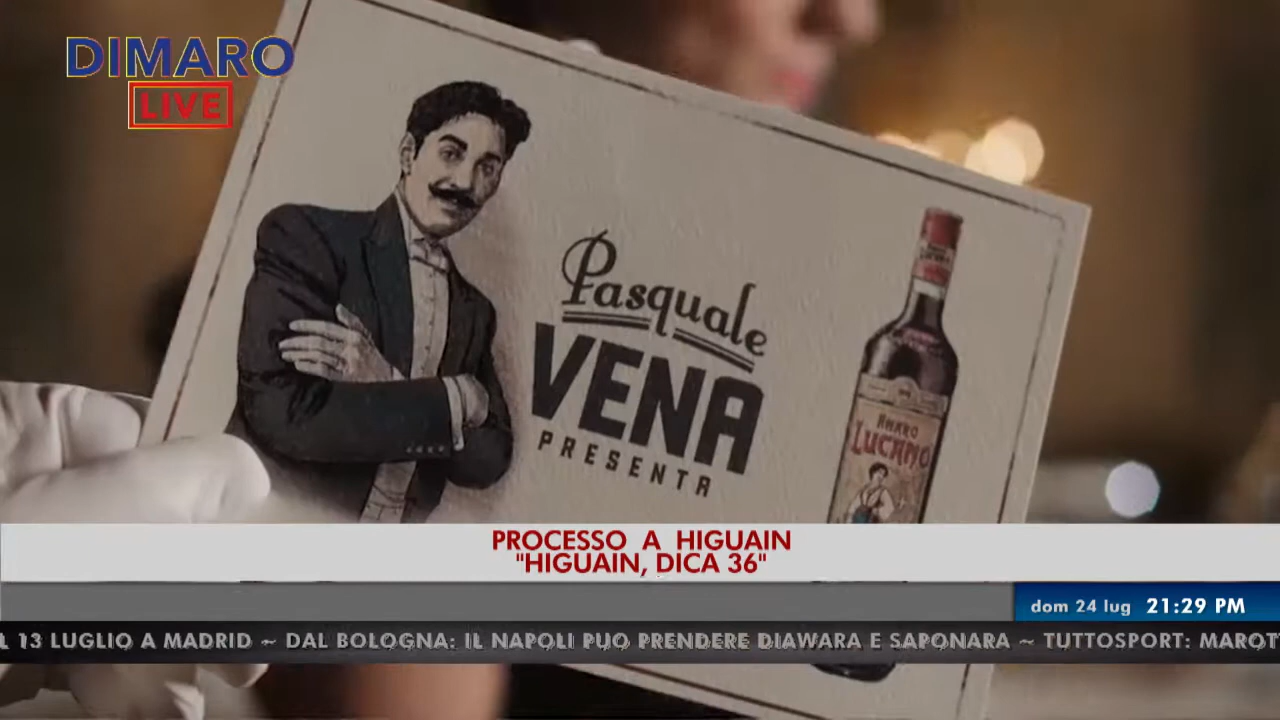 DIMARO
LIVE
Pasquale
VENA
PRESENTA
AMARO
LUCANO
PROCESSO A HIGUAIN
"HIGUAIN, DICA 36"
dom 24 lug 21:29 PM
L 13 LUGLIO A MADRID ~ DAL BOLOGNA: IL NAPOLI PUO PRENDERE DIAWARA E SAPONARA ~ TUTTOSPORT: MAROT